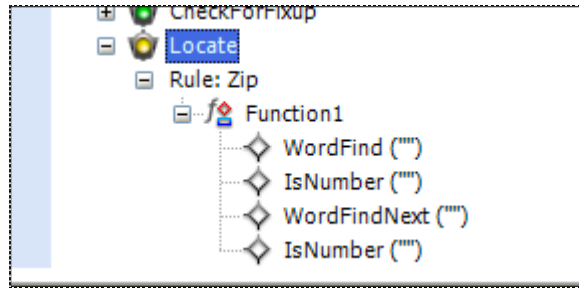 CheckForFixup
Locate
Rule: Zip
Function1
WordFind ("")
IsNumber ("")
WordFindNext ("")
IsNumber ("")